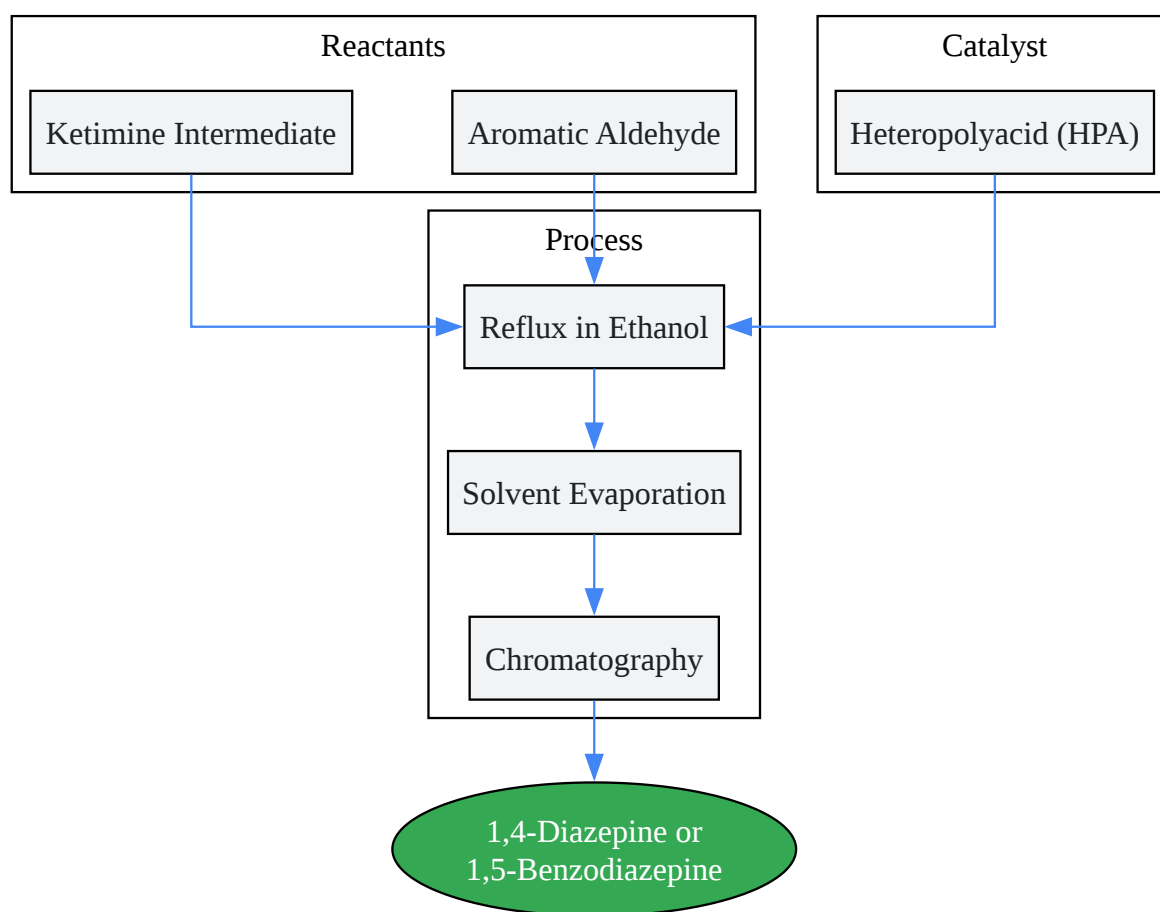 Reactants
Catalyst
Ketimine Intermediate
Aromatic Aldehyde
Heteropolyacid (HPA)
Process
Reflux in Ethanol
Solvent Evaporation
Chromatography
1,4-Diazepine or
1,5-Benzodiazepine